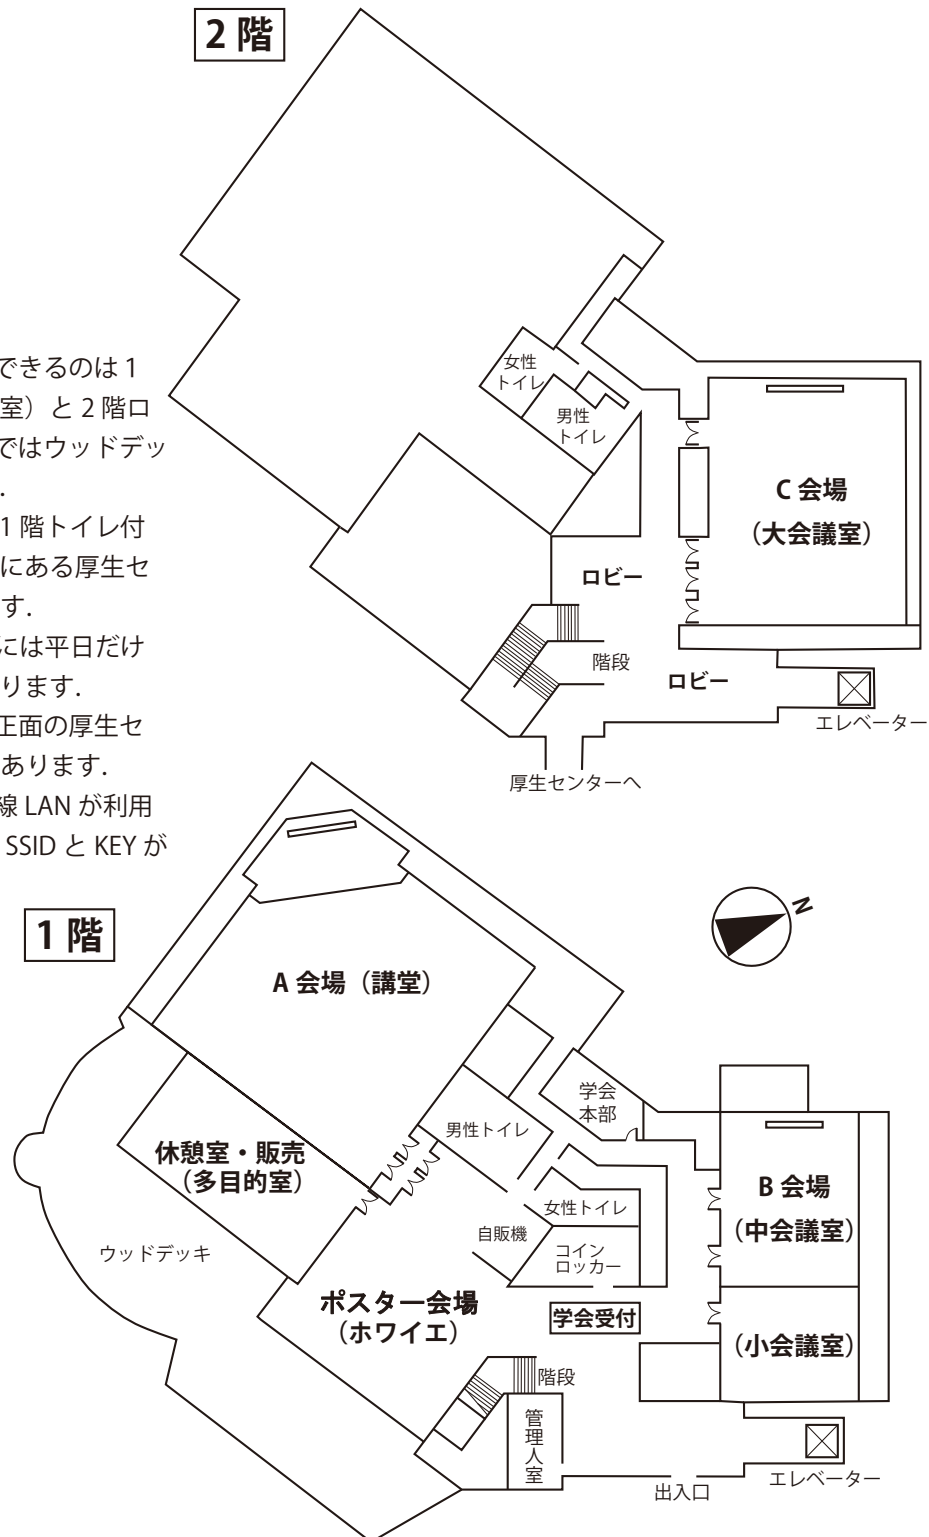 2 階
女性
トイレ
男性
トイレ
C 会場
(大会議室)
ロビー
階段
ロビー
エレベーター
厚生センターへ
できるのは 1
室）と 2 階ロ
ではウッドデッ
.
1 階トイレ付
にある厚生セ
す.
には平日だけ
ります.
正面の厚生セ
あります.
線 LAN が利用
SSID と KEY が
1 階
N
A 会場（講堂）
学会
本部
男性トイレ
休憩室・販売
（多目的室）
B 会場
（中会議室）
女性トイレ
自販機
コイン
ロッカー
ウッドデッキ
ポスター会場
（ホワイエ）
学会受付
（小会議室）
階段
管理人室
エレベーター
出入口